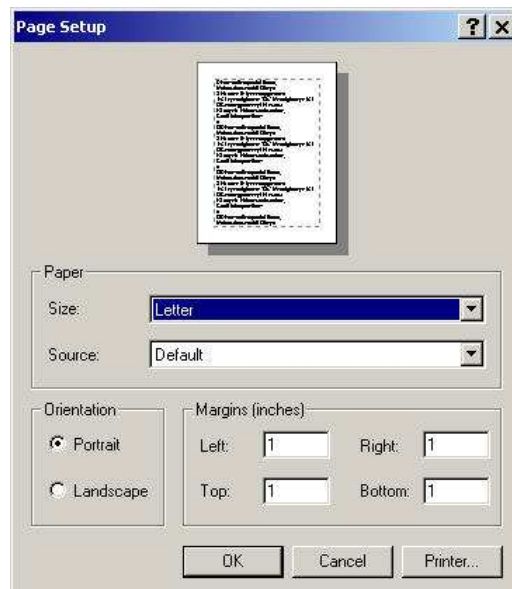 Page Setup
Paper
Size: Letter
Source: Default
Orientation
Portrait
Landscape
Margins (inches)
Left: 1 Right: 1
Top: 1 Bottom: 1
OK Cancel Printer...